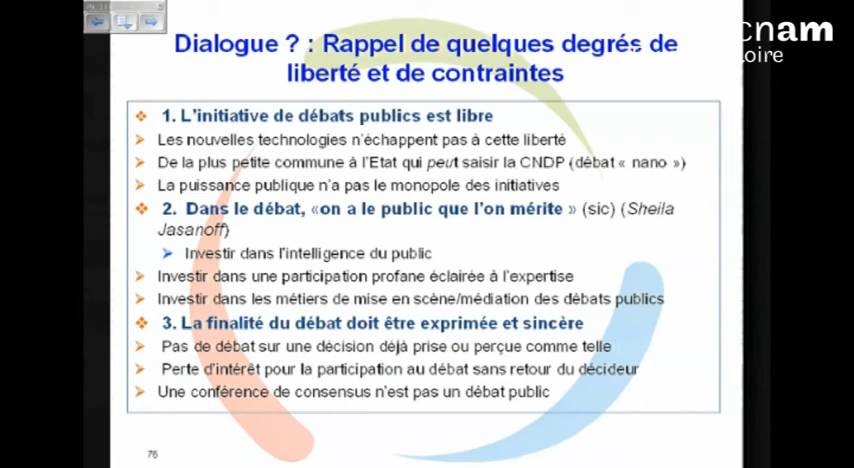 cnam
Loire
Dialogue ? : Rappel de quelques degrés de
liberté et de contraintes
1. L'initiative de débats publics est libre
Les nouvelles technologies n'échappent pas à cette liberté
De la plus petite commune à l'Etat qui peut saisir la CNDP (débat « nano »)
La puissance publique n'a pas le monopole des initiatives
2. Dans le débat, «on a le public que l'on mérite » (sic) (Sheila
Jasanoff)
Investir dans l'intelligence du public
Investir dans une participation profane éclairée à l'expertise
Investir dans les métiers de mise en scène/médiation des débats publics
3. La finalité du débat doit être exprimée et sincère
Pas de débat sur une décision déjà prise ou perçue comme telle
Perte d'intérêt pour la participation au débat sans retour du décideur
Une conférence de consensus n'est pas un débat public
76